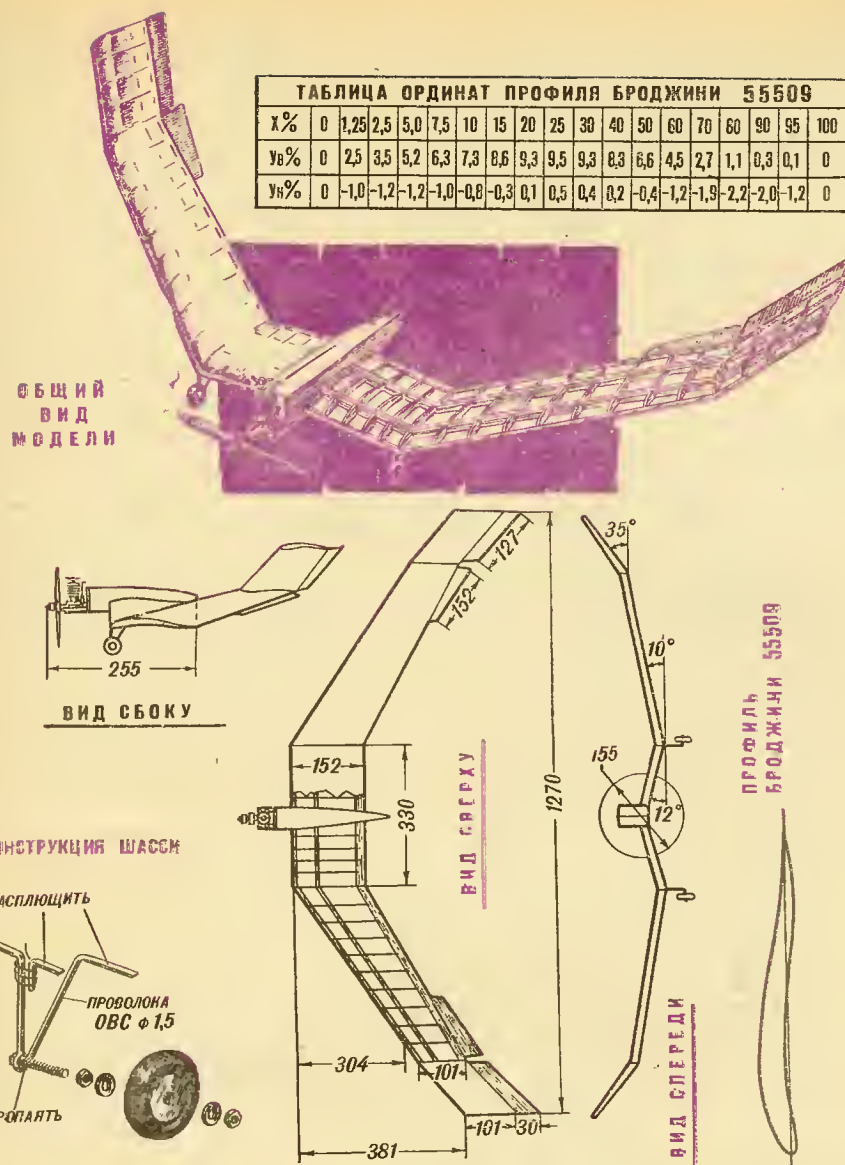 ТАБЛИЦА ОРДИНАТ ПРОФИЛЯ БРОДЖИНИ 55509
X% 0 1,25 2,5 5,0 7,5 10 15 20 25 30 40 50 60 70 80 90 95 100
Ув% 0 2,5 3,5 5,2 6,3 7,3 8,6 9,3 9,5 9,3 8,3 6,6 4,5 2,7 1,1 0,3 0,1 0
Ун% 0 -1,0 -1,2 -1,2 -1,0 -0,8 -0,3 0,1 0,5 0,4 0,2 -0,4 -1,2 -1,9 -2,2 -2,0 -1,2 0
ОБЩИЙ
ВИД
МОДЕЛИ
255
ВИД СБОКУ
127
152
152
330
1270
ВИД СВЕРХУ
304
101
101
30
381
35°
10°
155
12°
ВИД СПЕРЕДИ
ПРОФИЛЬ
БРОДЖИНИ 55509
НСТРУКЦИЯ ШАССИ
АСПЛЮЩИТЬ
ПРОВОЛОКА
ОВС ф 1,5
РОПАЯТЬ